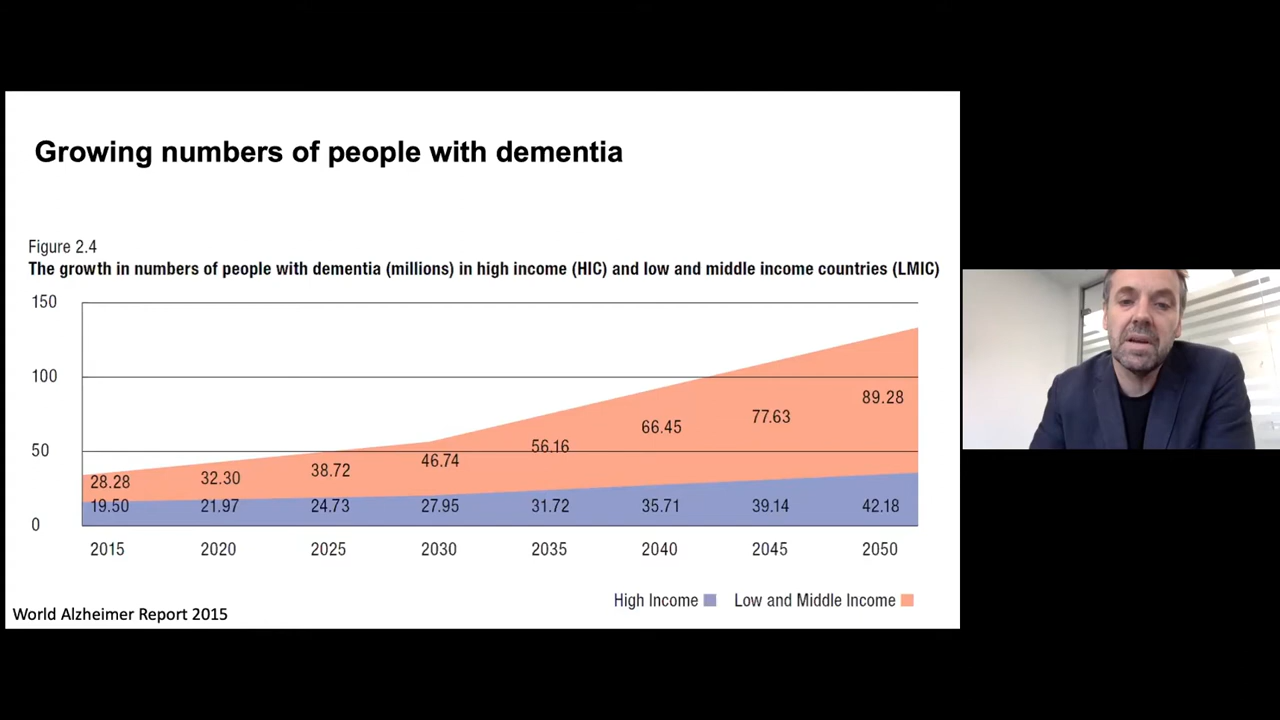 Growing numbers of people with dementia
Figure 2.4
The growth in numbers of people with dementia (millions) in high income (HIC) and low and middle income countries (LMIC)
150
100
50
0
28.28 32.30 38.72 46.74 56.16 66.45 77.63 89.28
19.50 21.97 24.73 27.95 31.72 35.71 39.14 42.18
2015 2020 2025 2030 2035 2040 2045 2050
High Income Low and Middle Income
World Alzheimer Report 2015